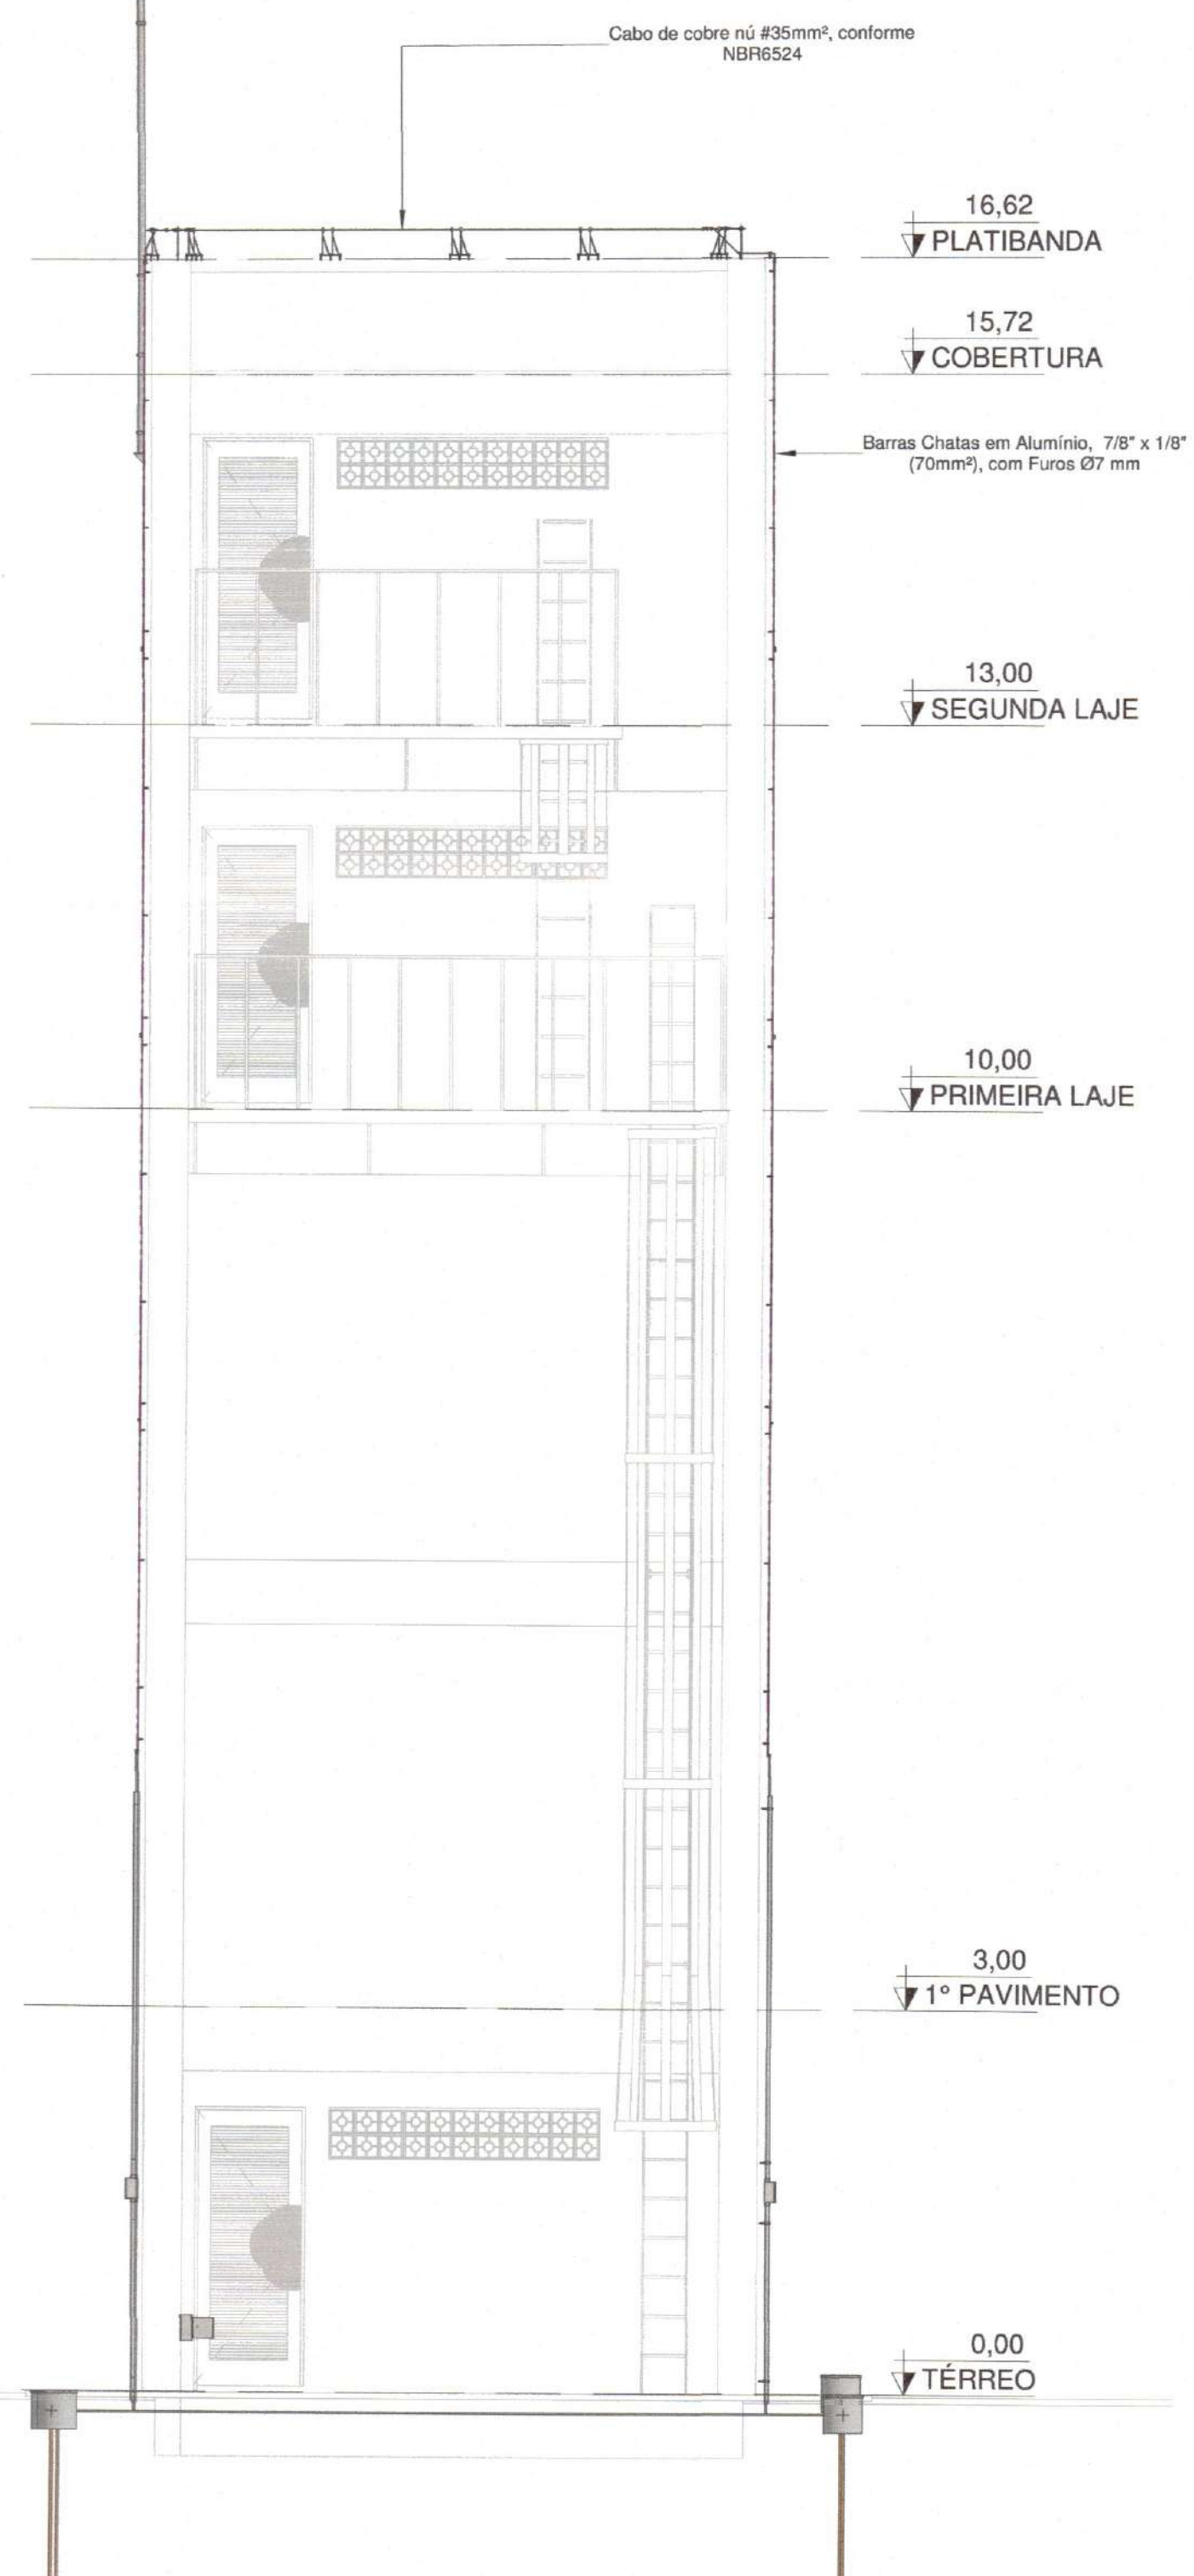 Cabo de cobre nú #35mm², conforme
NBR6524
16,62
PLATIBANDA
15,72
COBERTURA
Barras Chatas em Alumínio, 7/8" x 1/8"
(70mm²), com Furos Ø7 mm
13,00
SEGUNDA LAJE
10,00
PRIMEIRA LAJE
3,00
1° PAVIMENTO
0,00
TÉRREO